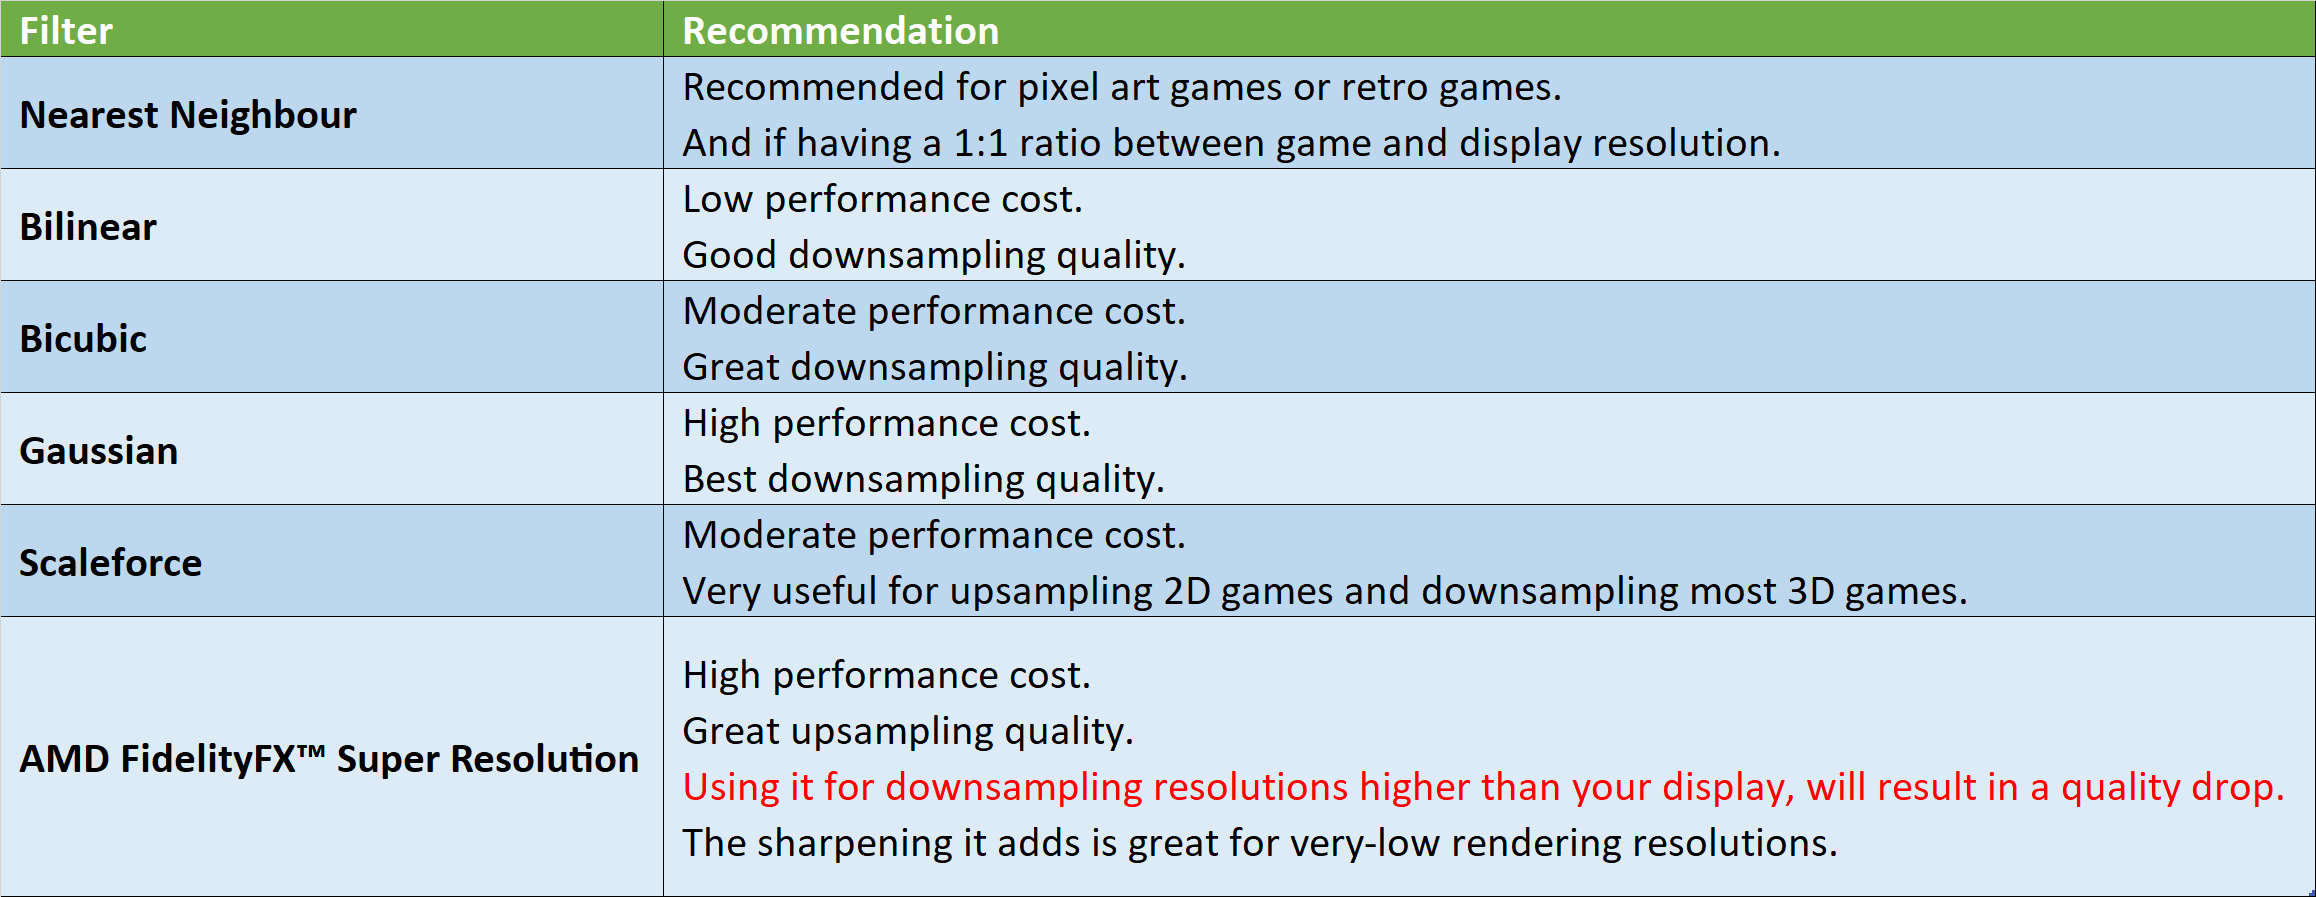 Filter
Recommendation
Nearest Neighbour
Recommended for pixel art games or retro games.
And if having a 1:1 ratio between game and display resolution.
Bilinear
Low performance cost.
Good downsampling quality.
Bicubic
Moderate performance cost.
Great downsampling quality.
Gaussian
High performance cost.
Best downsampling quality.
Scaleforce
Moderate performance cost.
Very useful for upsampling 2D games and downsampling most 3D games.
AMD FidelityFX™ Super Resolution
High performance cost.
Great upsampling quality.
Using it for downsampling resolutions higher than your display, will result in a quality drop.
The sharpening it adds is great for very-low rendering resolutions.